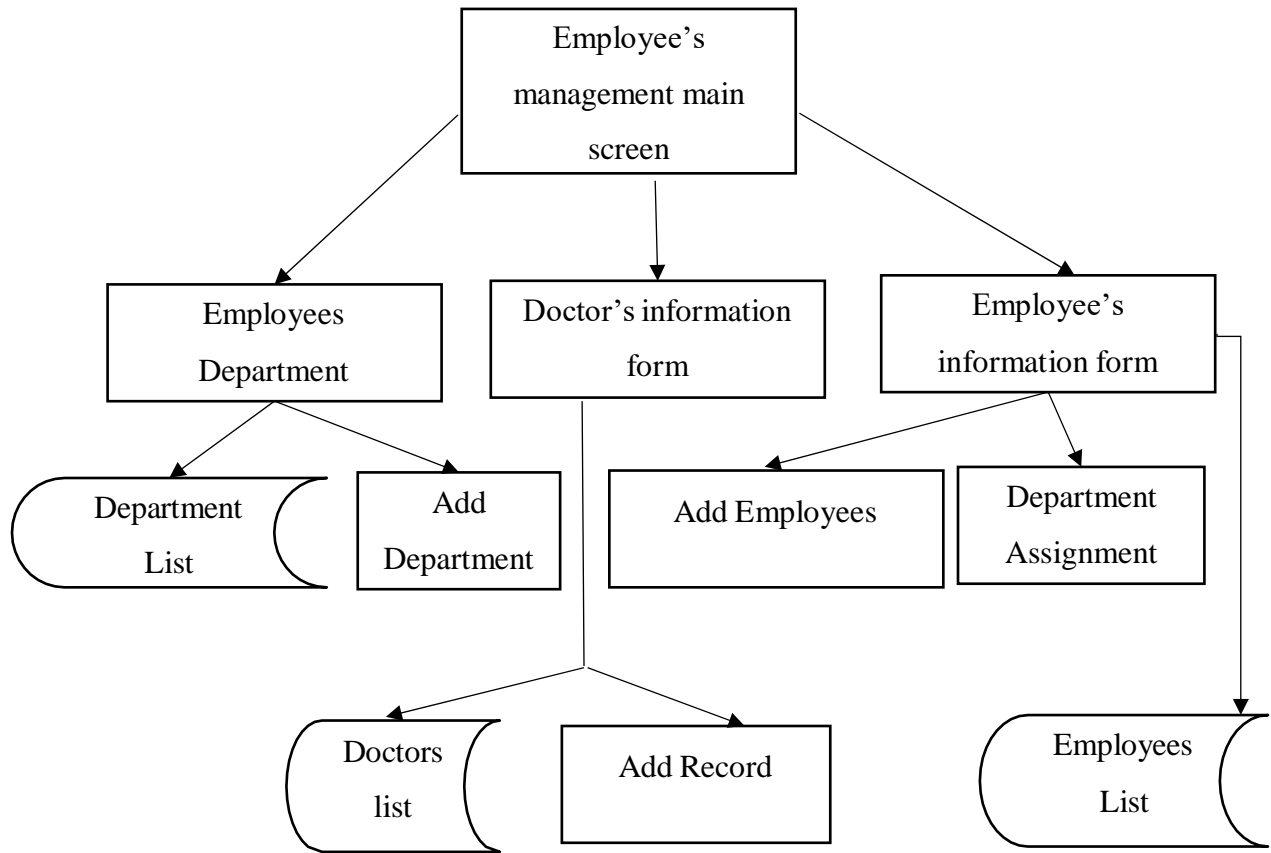 Employee’s
management main
screen
Employees
Department
Doctor’s information
form
Employee’s
information form
Department
List
Add
Department
Add Employees
Department
Assignment
Doctors
list
Add Record
Employees
List